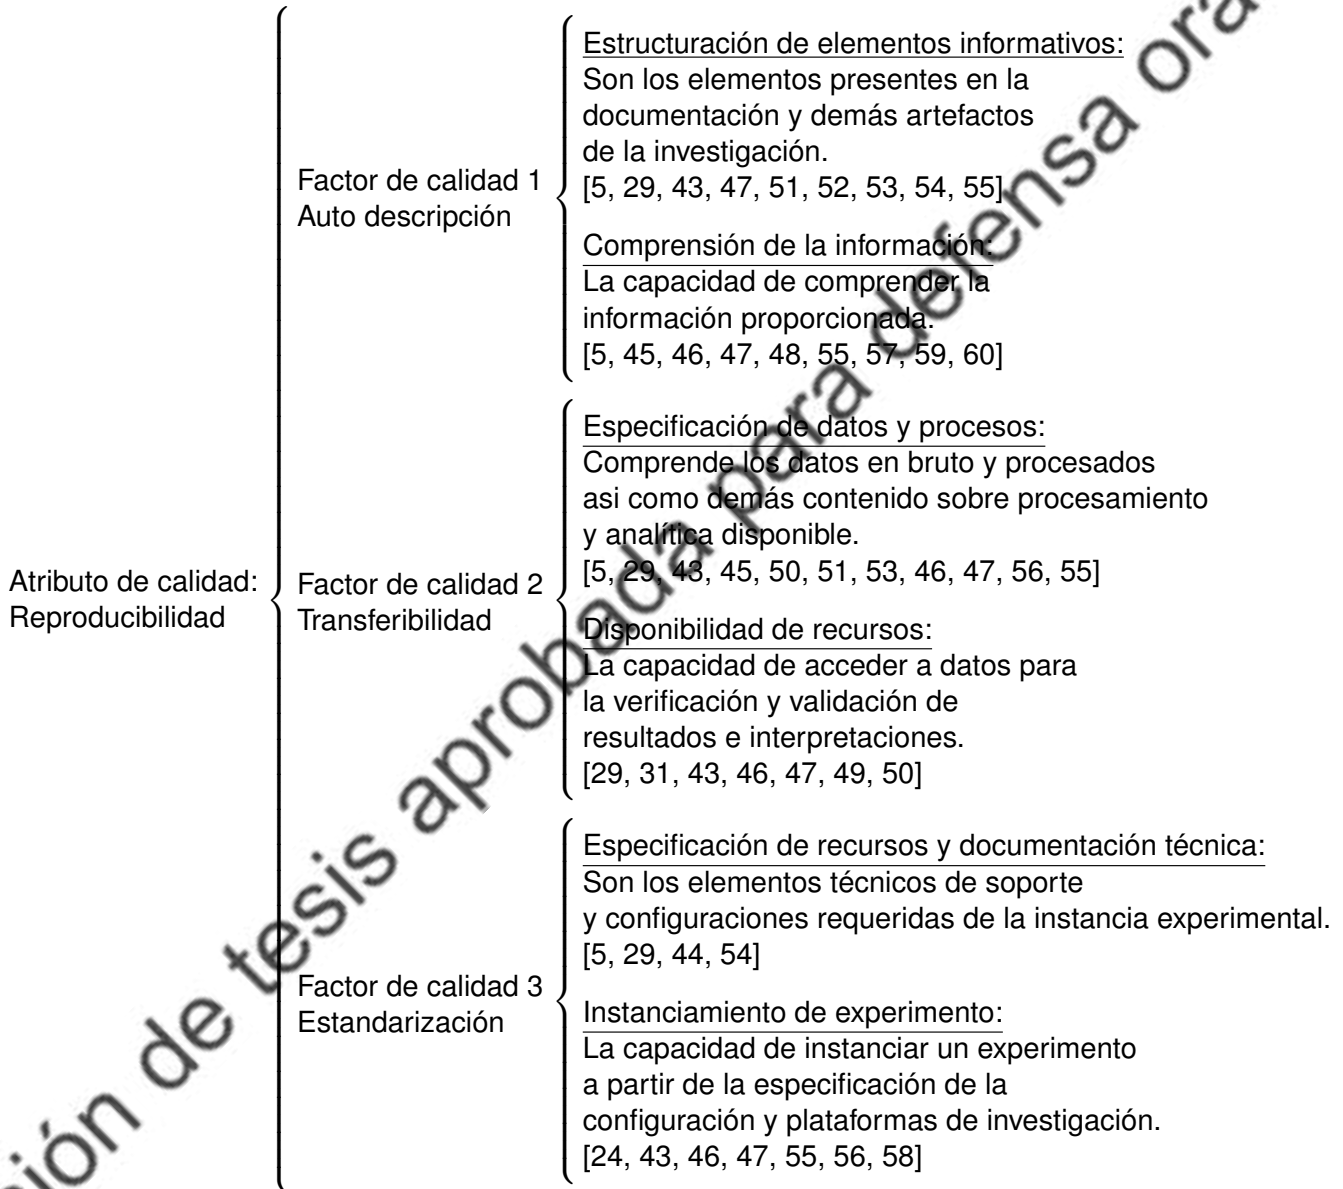 Estructuración de elementos informativos:
Son los elementos presentes en la
documentación y demás artefactos
de la investigación.
[5, 29, 43, 47, 51, 52, 53, 54, 55]
Factor de calidad 1
Auto descripción
Comprensión de la información:
La capacidad de comprender la
información proporcionada.
[5, 45, 46, 47, 48, 55, 57, 59, 60]
Especificación de datos y procesos:
Comprende los datos en bruto y procesados
asi como demás contenido sobre procesamiento
y analítica disponible.
[5, 29, 43, 45, 50, 51, 53, 46, 47, 56, 55]
Atributo de calidad:
Reproducibilidad
Factor de calidad 2
Transferibilidad
Disponibilidad de recursos:
La capacidad de acceder a datos para
la verificación y validación de
resultados e interpretaciones.
[29, 31, 43, 46, 47, 49, 50]
Especificación de recursos y documentación técnica:
Son los elementos técnicos de soporte
y configuraciones requeridas de la instancia experimental.
[5, 29, 44, 54]
Factor de calidad 3
Estandarización
Instanciamiento de experimento:
La capacidad de instanciar un experimento
a partir de la especificación de la
configuración y plataformas de investigación.
[24, 43, 46, 47, 55, 56, 58]
de tesis aprobada para defensa